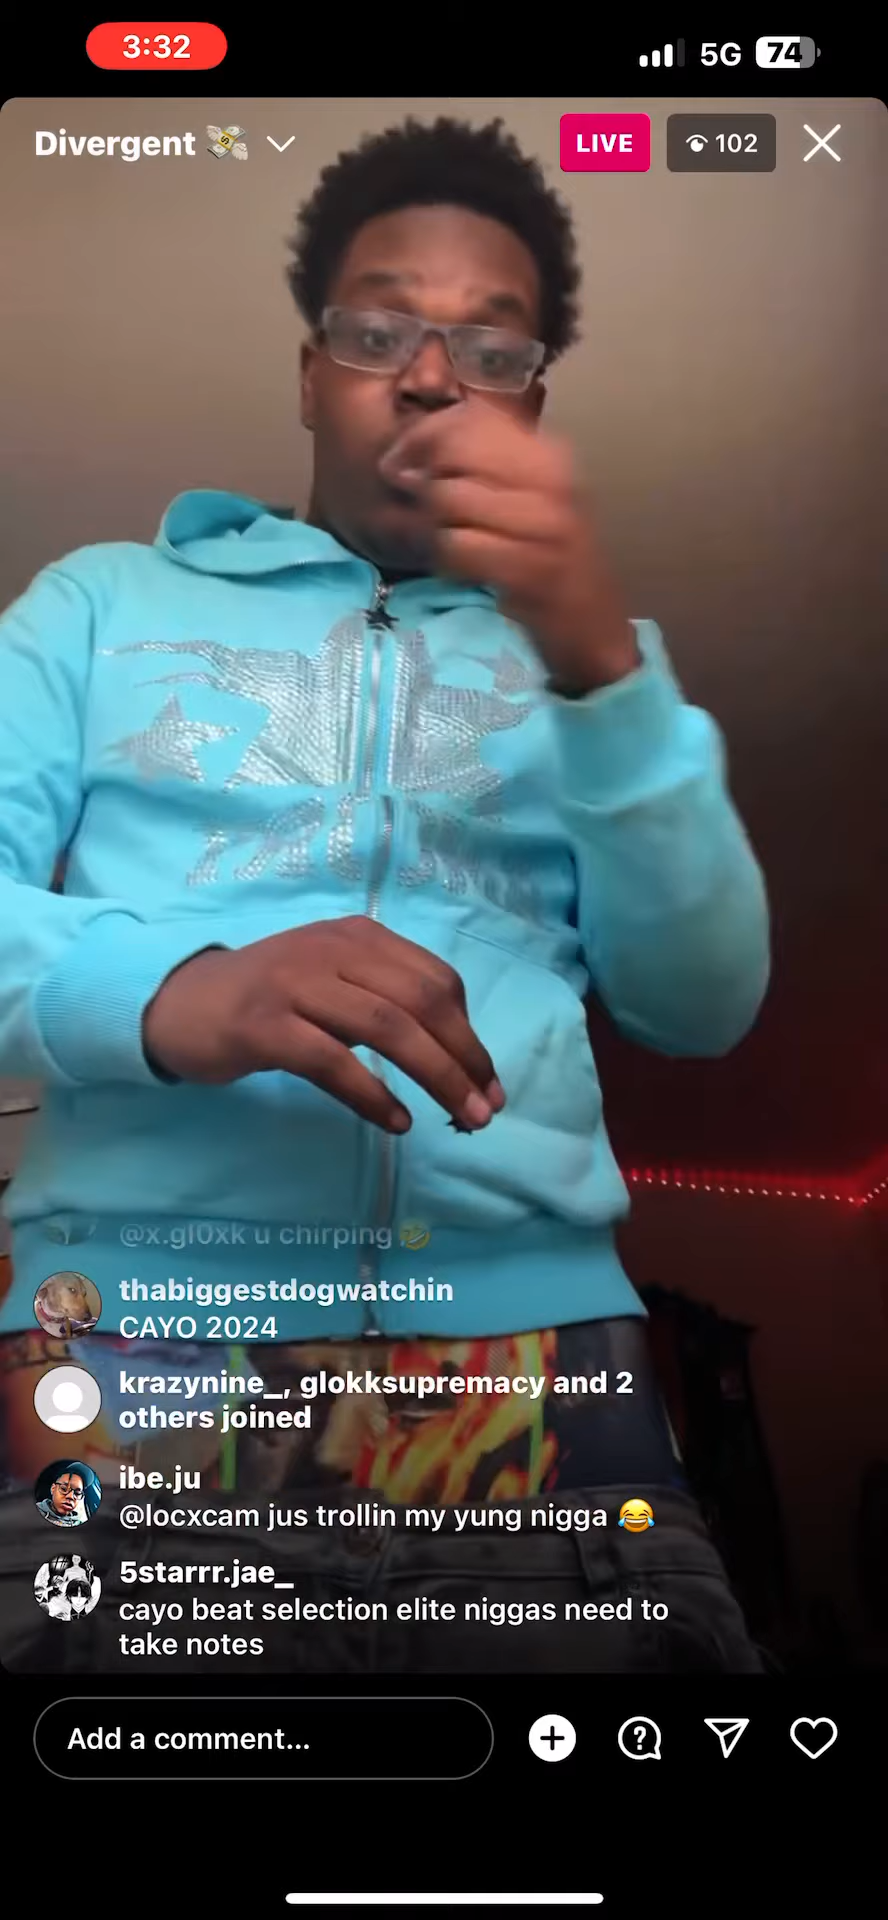 3:32
5G
74
Divergent 💸
LIVE
102
@x.gl0xk u chirping🤣
thabiggestdogwatchin
CAYO 2024
krazynine_, glokksupremacy and 2
others joined
ibe.ju
@locxcam jus trollin my yung nigga 😂
5starrr.jae_
cayo beat selection elite niggas need to
take notes
Add a comment...